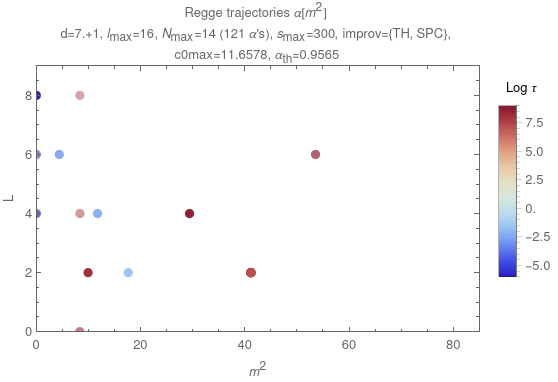 Regge trajectories α[m²]
d=7.+1, lmax=16, Nmax=14 (121 α's), smax=300, improv={TH, SPC},
c0max=11.6578, αth=0.9565
Log τ
7.5
5.0
2.5
0.
−2.5
−5.0
8
6
4
2
0
L
0 20 40 60 80
m²